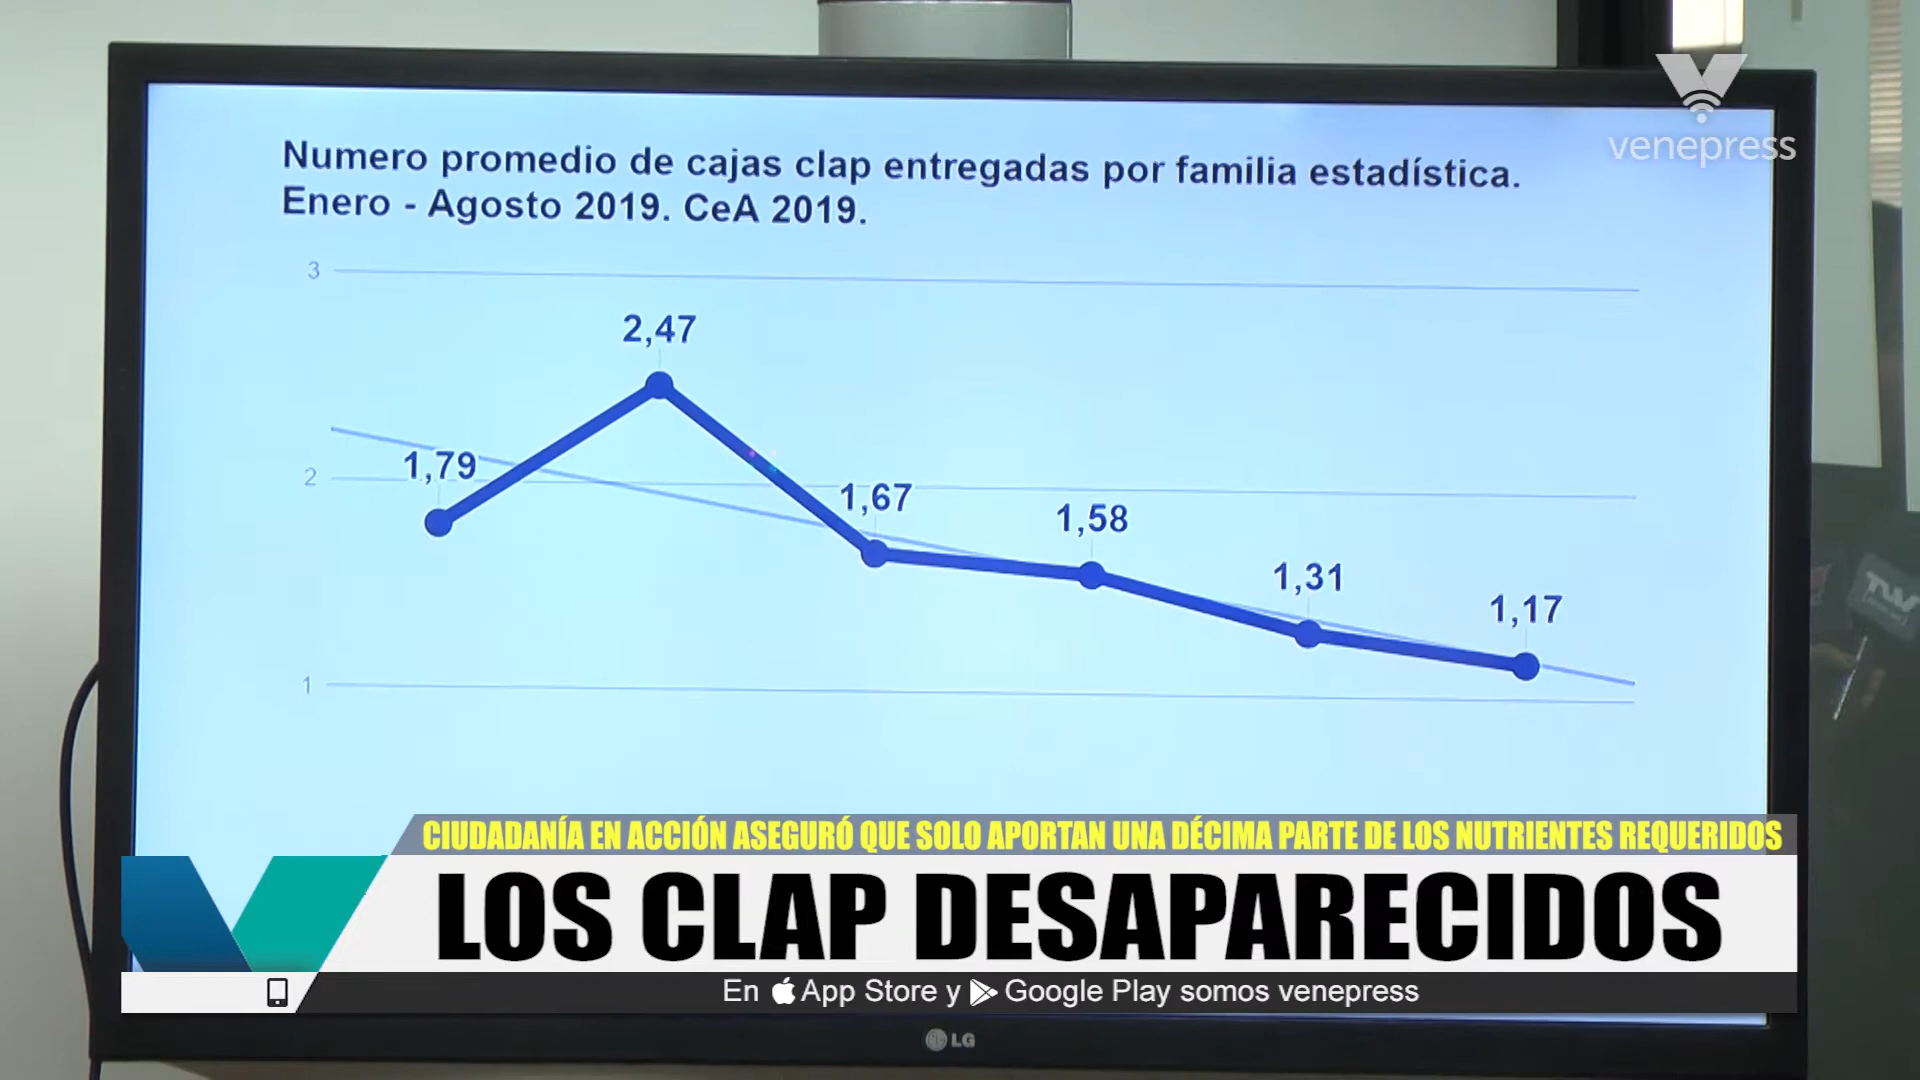 venepress
Numero promedio de cajas clap entregadas por familia estadística.
Enero - Agosto 2019. CeA 2019.
3
2,47
2
1,79
1,67
1,58
1,31
1,17
1
TVV
CIUDADANÍA EN ACCIÓN ASEGURÓ QUE SOLO APORTAN UNA DÉCIMA PARTE DE LOS NUTRIENTES REQUERIDOS
LOS CLAP DESAPARECIDOS
En App Store y Google Play somos venepress
LG